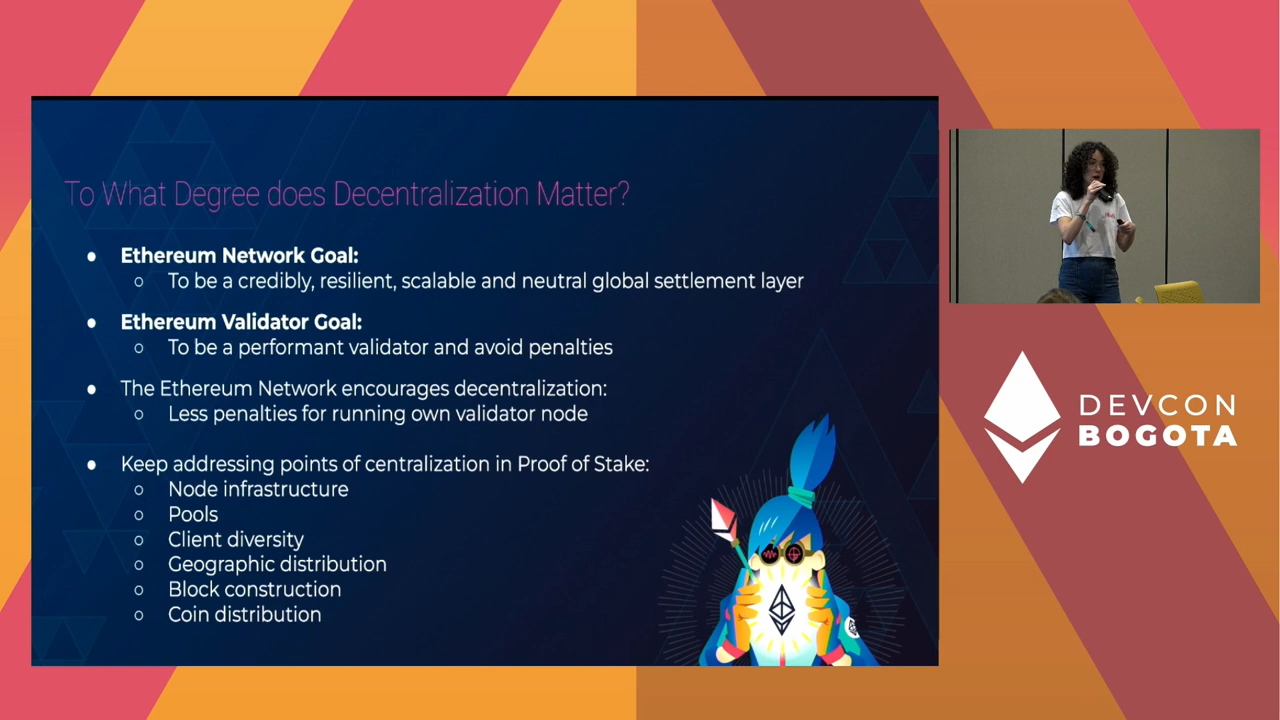 To What Degree does Decentralization Matter?
● Ethereum Network Goal:
○ To be a credibly, resilient, scalable and neutral global settlement layer
● Ethereum Validator Goal:
○ To be a performant validator and avoid penalties
● The Ethereum Network encourages decentralization:
○ Less penalties for running own validator node
● Keep addressing points of centralization in Proof of Stake:
○ Node infrastructure
○ Pools
○ Client diversity
○ Geographic distribution
○ Block construction
○ Coin distribution
DEVCON
BOGOTA